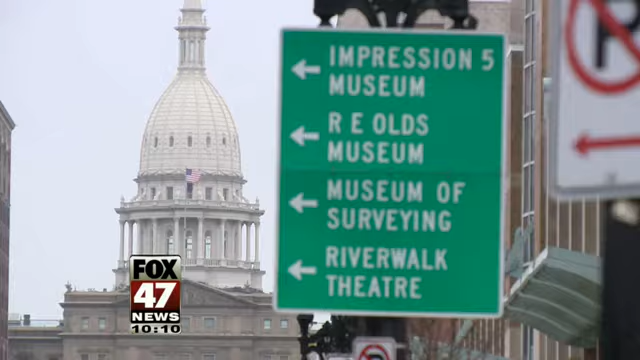 IMPRESSION 5
MUSEUM
R E OLDS
MUSEUM
MUSEUM OF
SURVEYING
RIVERWALK
THEATRE
FOX
47
NEWS
10:10
P